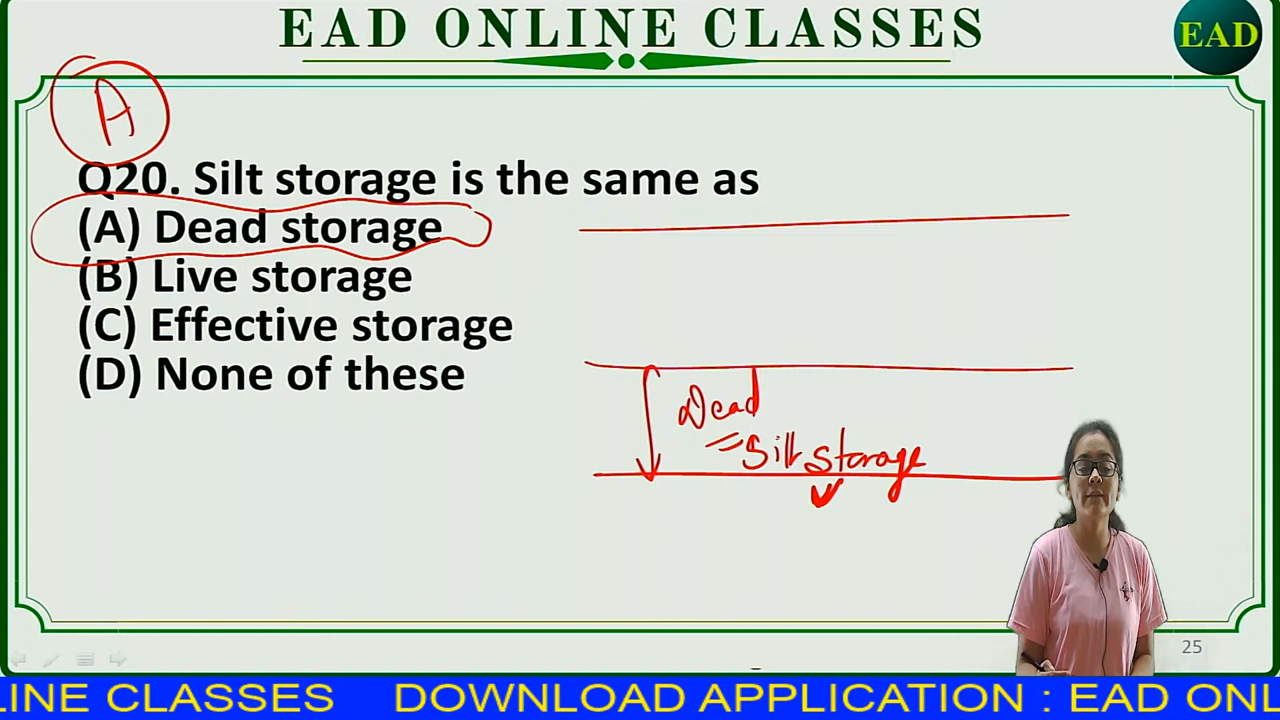 EAD ONLINE CLASSES
EAD
A
Q20. Silt storage is the same as
(A) Dead storage
(B) Live storage
(C) Effective storage
(D) None of these
Dead
= Silt storage
25
LINE CLASSES DOWNLOAD APPLICATION : EAD ONL